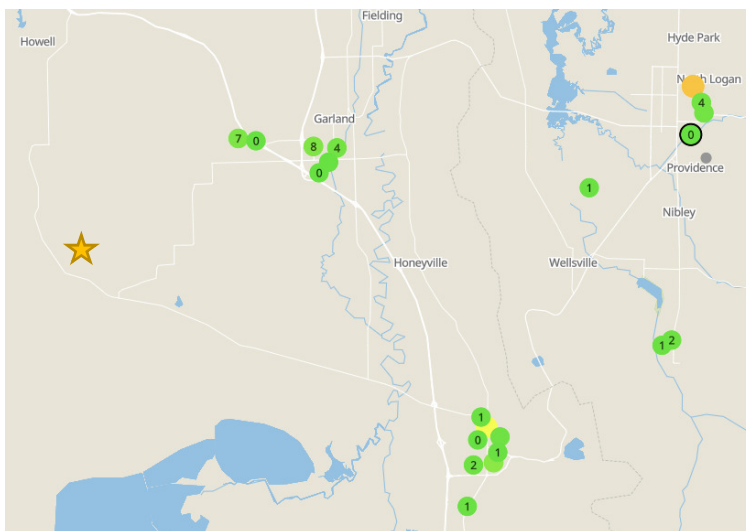 Fielding
Howell
Hyde Park
North Logan
4
Garland
7
0
8
4
0
0
Providence
1
Nibley
Honeyville
Wellsville
1
2
1
0
1
2
1